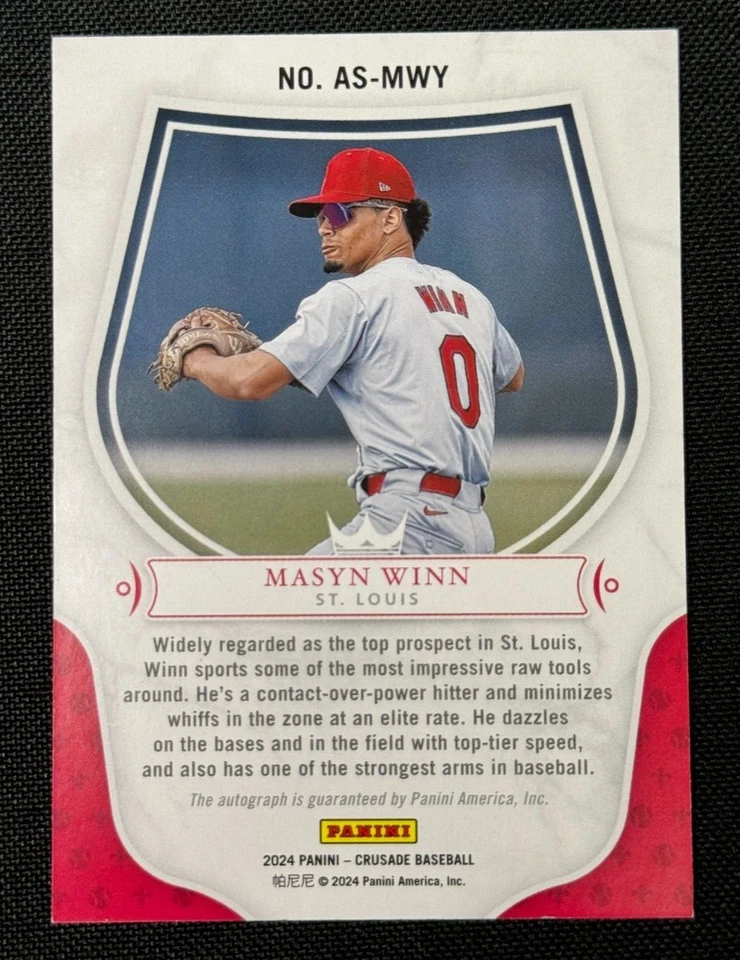 NO. AS-MWY
WINN
0
MASYN WINN
ST. LOUIS
Widely regarded as the top prospect in St. Louis,
Winn sports some of the most impressive raw tools
around. He's a contact-over-power hitter and minimizes
whiffs in the zone at an elite rate. He dazzles
on the bases and in the field with top-tier speed,
and also has one of the strongest arms in baseball.
The autograph is guaranteed by Panini America, Inc.
PANINI
2024 PANINI – CRUSADE BASEBALL
帕尼尼 © 2024 Panini America, Inc.